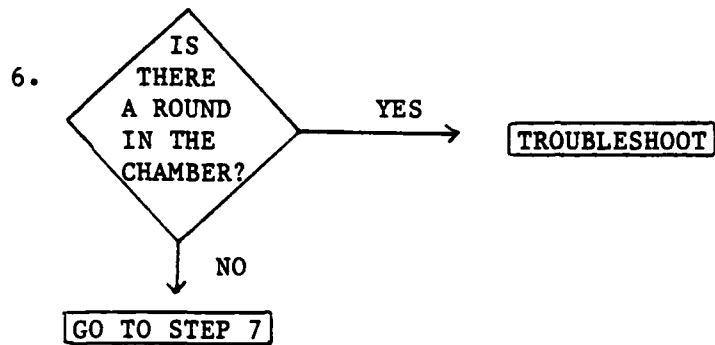 6.
IS
THERE
A ROUND
IN THE
CHAMBER?
YES
TROUBLESHOOT
NO
GO TO STEP 7